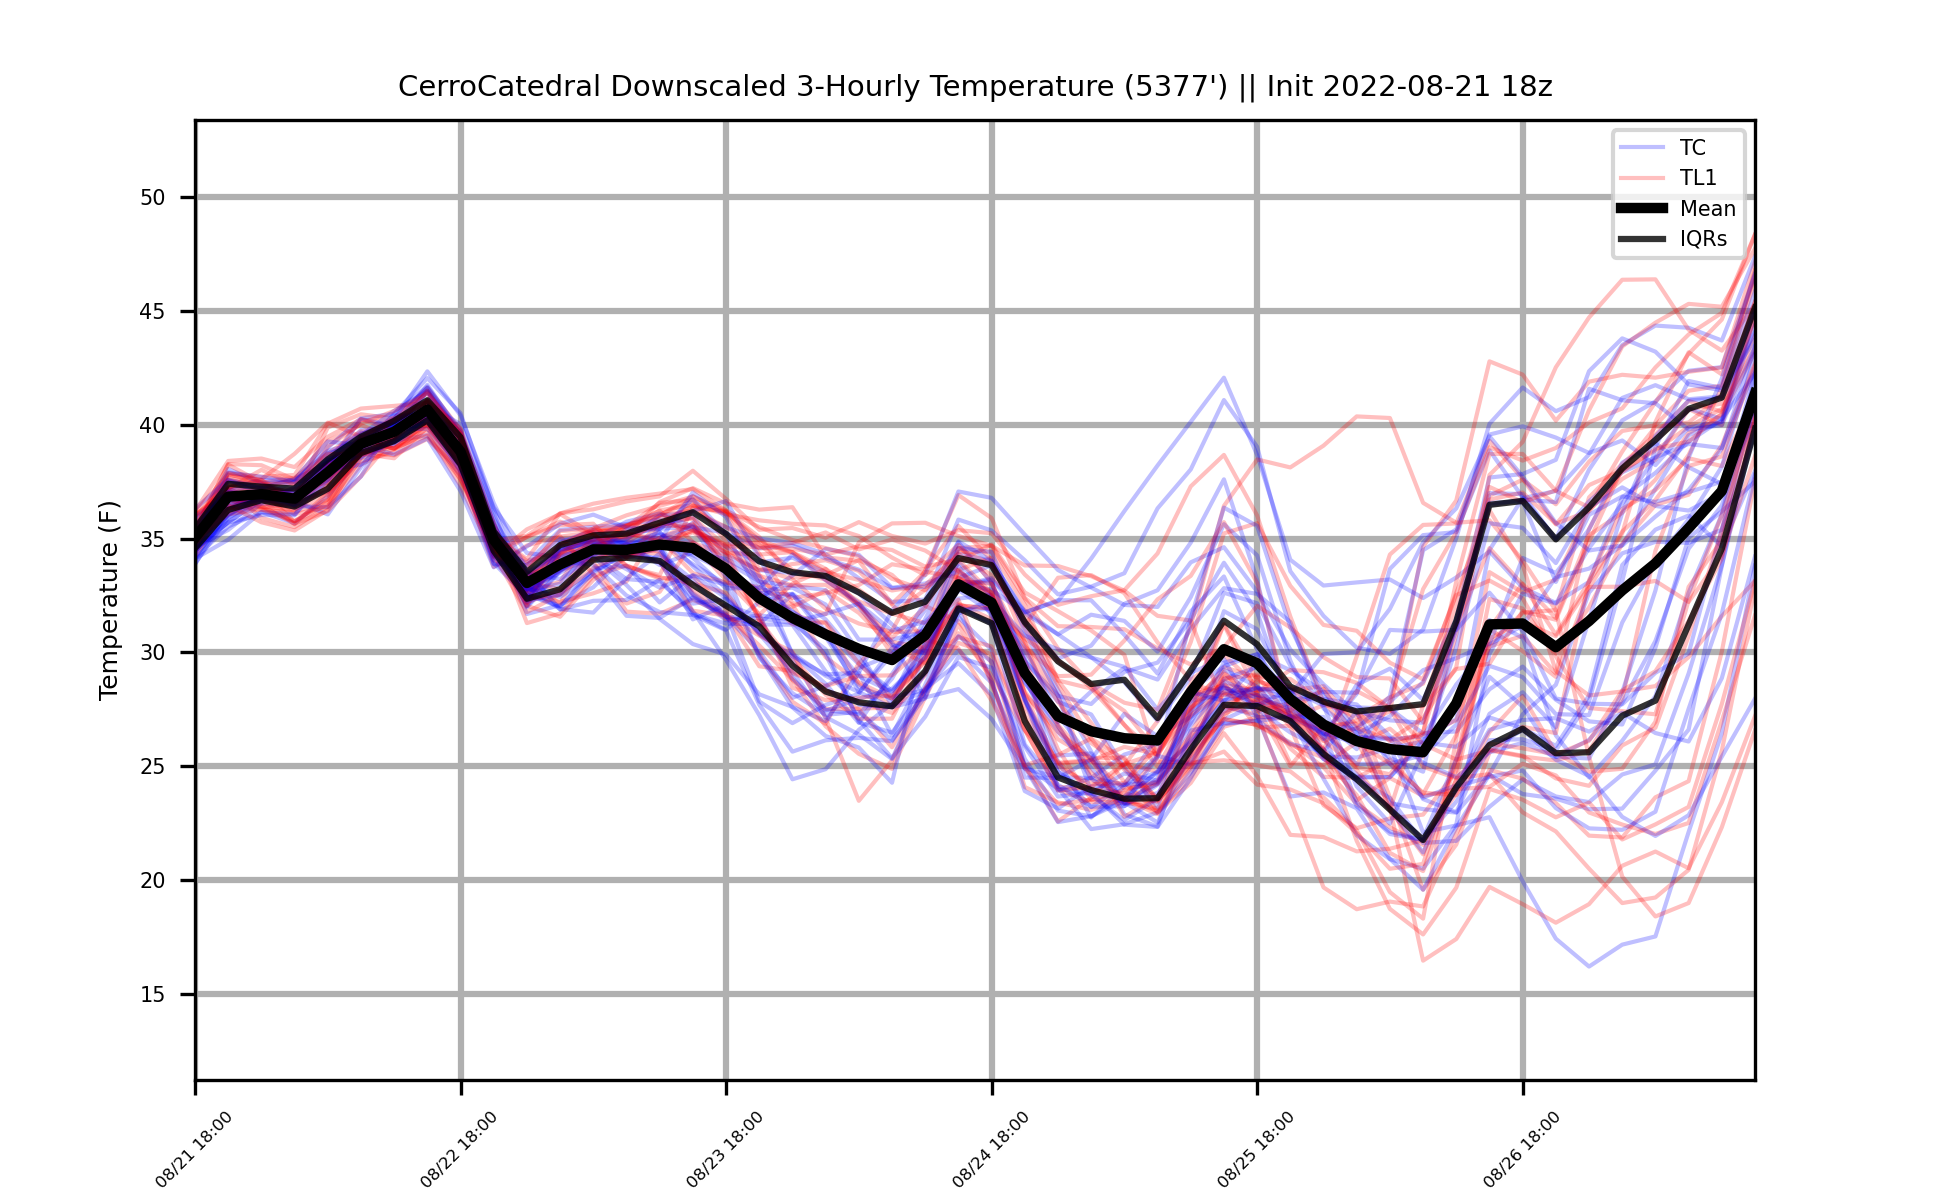 CerroCatedral Downscaled 3-Hourly Temperature (5377') || Init 2022-08-21 18z
TC
TL1
Mean
IQRs
Temperature (F)
50
45
40
35
30
25
20
15
08/21 18:00
08/22 18:00
08/23 18:00
08/24 18:00
08/25 18:00
08/26 18:00